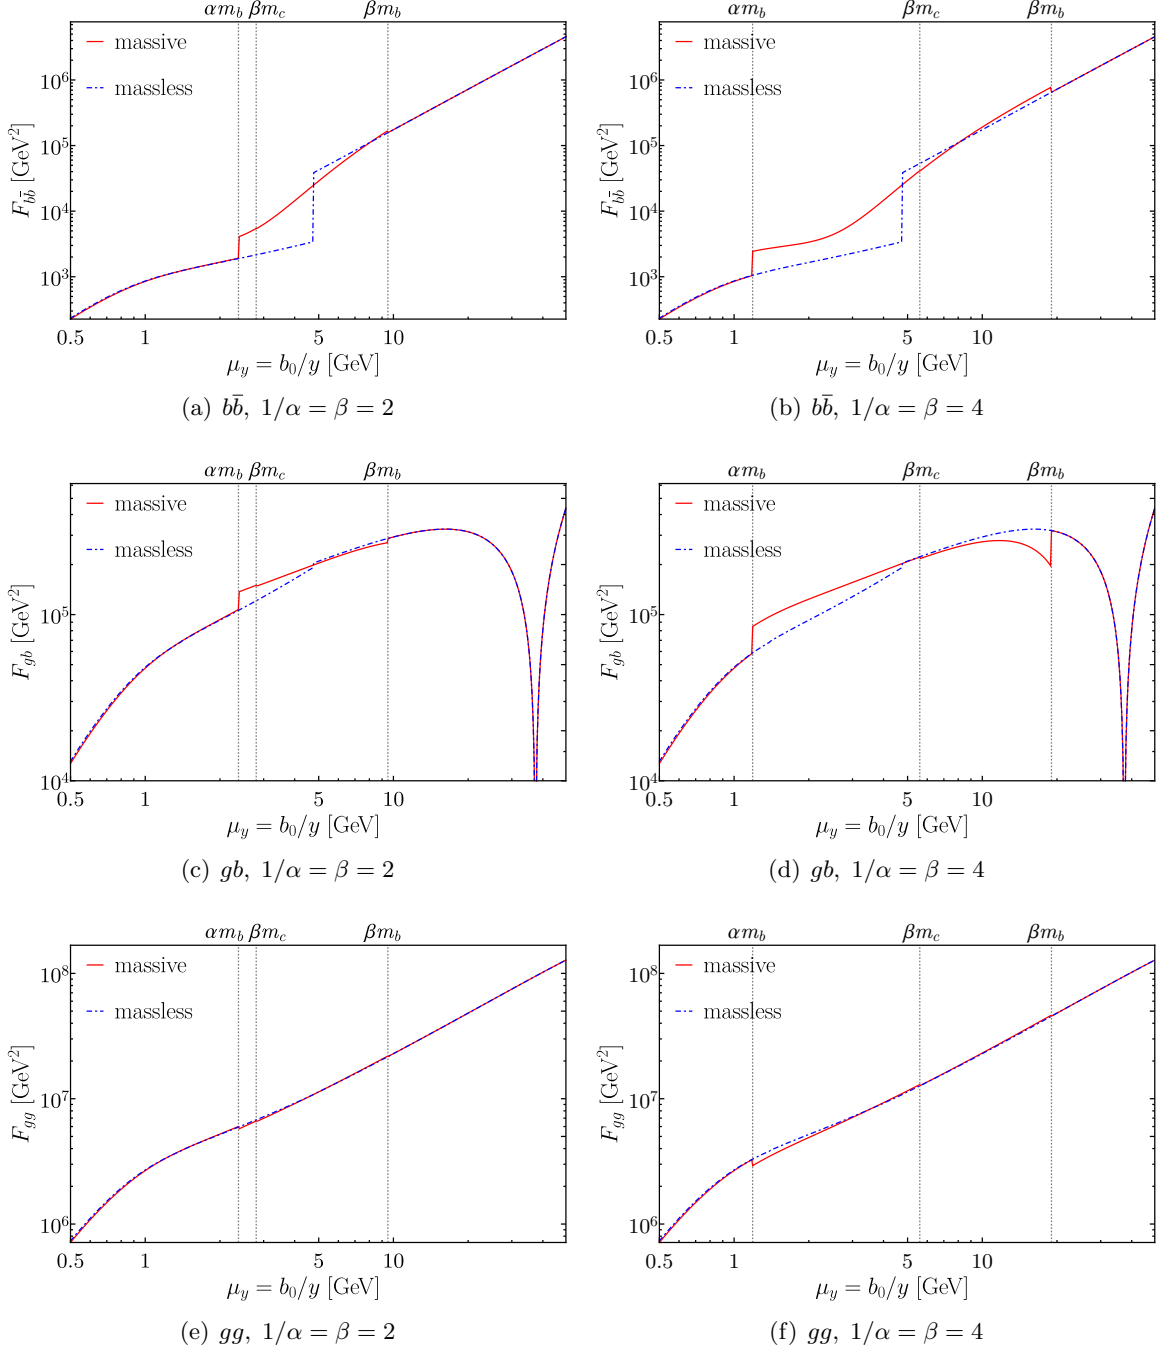 αm_b βm_c βm_b
massive
massless
10^6
10^5
10^4
10^3
F_{bb̄} [GeV^2]
0.5 1 5 10
μ_y = b_0/y [GeV]
(a) bb̄, 1/α = β = 2
αm_b βm_c βm_b
massive
massless
10^6
10^5
10^4
10^3
F_{bb̄} [GeV^2]
0.5 1 5 10
μ_y = b_0/y [GeV]
(b) bb̄, 1/α = β = 4
αm_b βm_c βm_b
massive
massless
10^5
10^4
F_{gb} [GeV^2]
0.5 1 5 10
μ_y = b_0/y [GeV]
(c) gb, 1/α = β = 2
αm_b βm_c βm_b
massive
massless
10^5
10^4
F_{gb} [GeV^2]
0.5 1 5 10
μ_y = b_0/y [GeV]
(d) gb, 1/α = β = 4
αm_b βm_c βm_b
massive
massless
10^8
10^7
10^6
F_{gg} [GeV^2]
0.5 1 5 10
μ_y = b_0/y [GeV]
(e) gg, 1/α = β = 2
αm_b βm_c βm_b
massive
massless
10^8
10^7
10^6
F_{gg} [GeV^2]
0.5 1 5 10
μ_y = b_0/y [GeV]
(f) gg, 1/α = β = 4